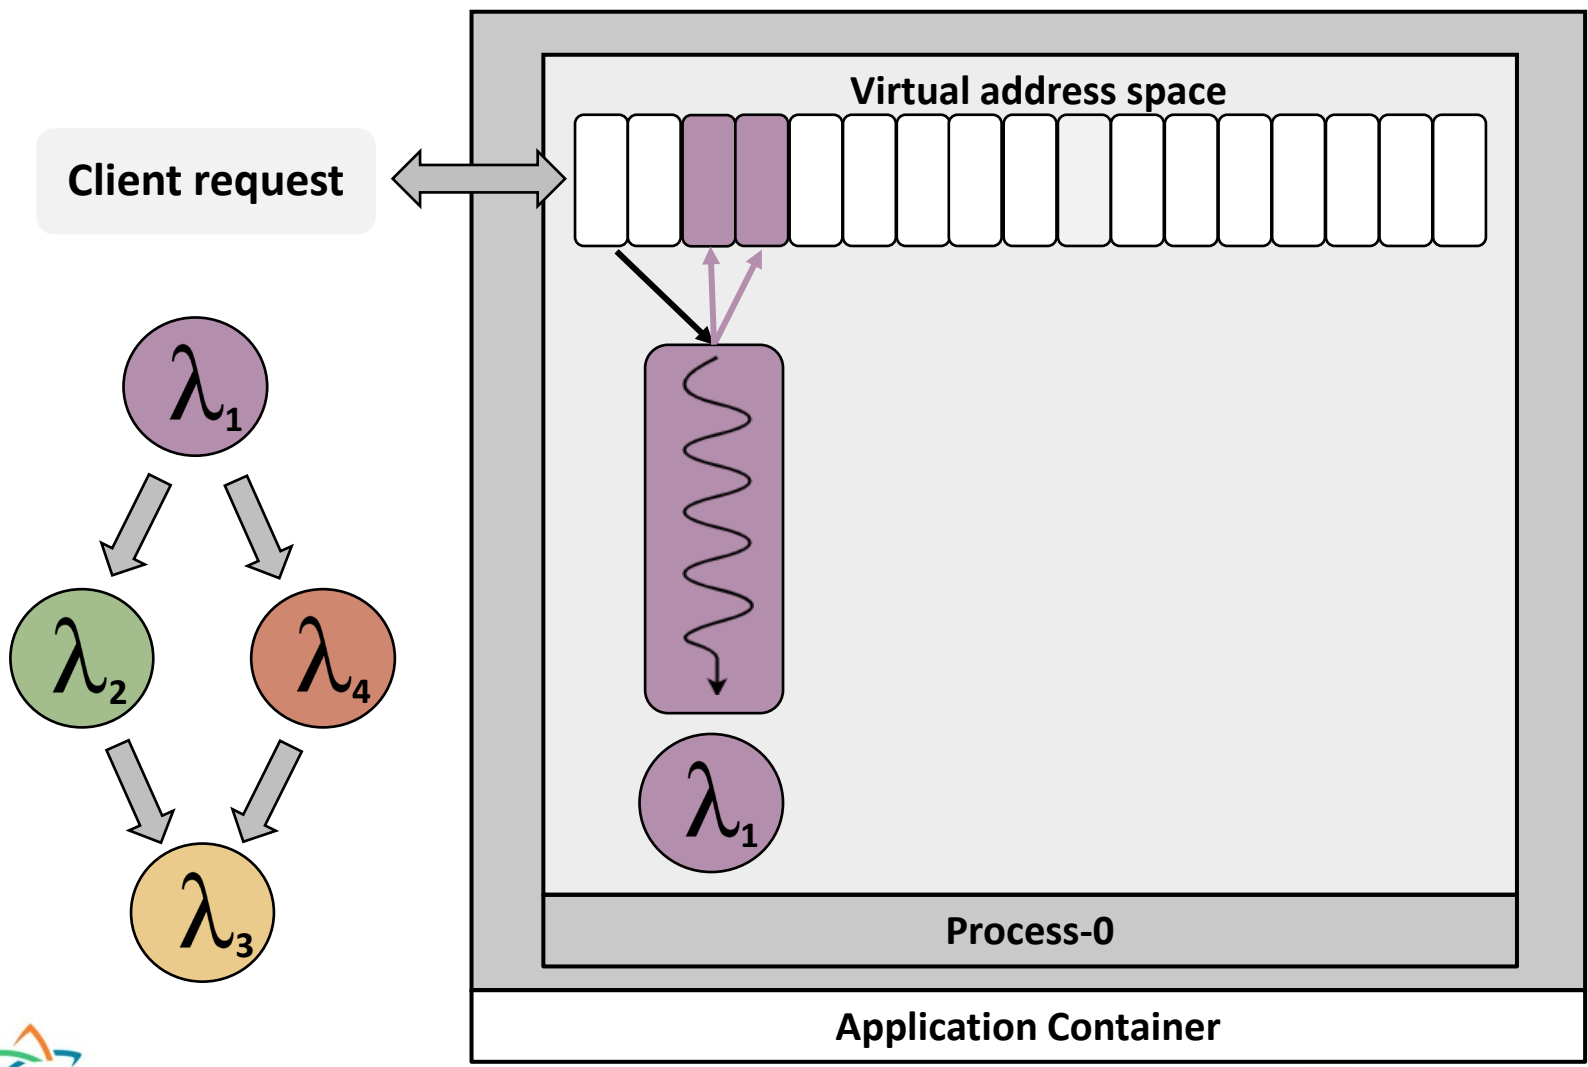 Virtual address space
Client request
λ1
λ2
λ4
λ3
λ1
Process-0
Application Container